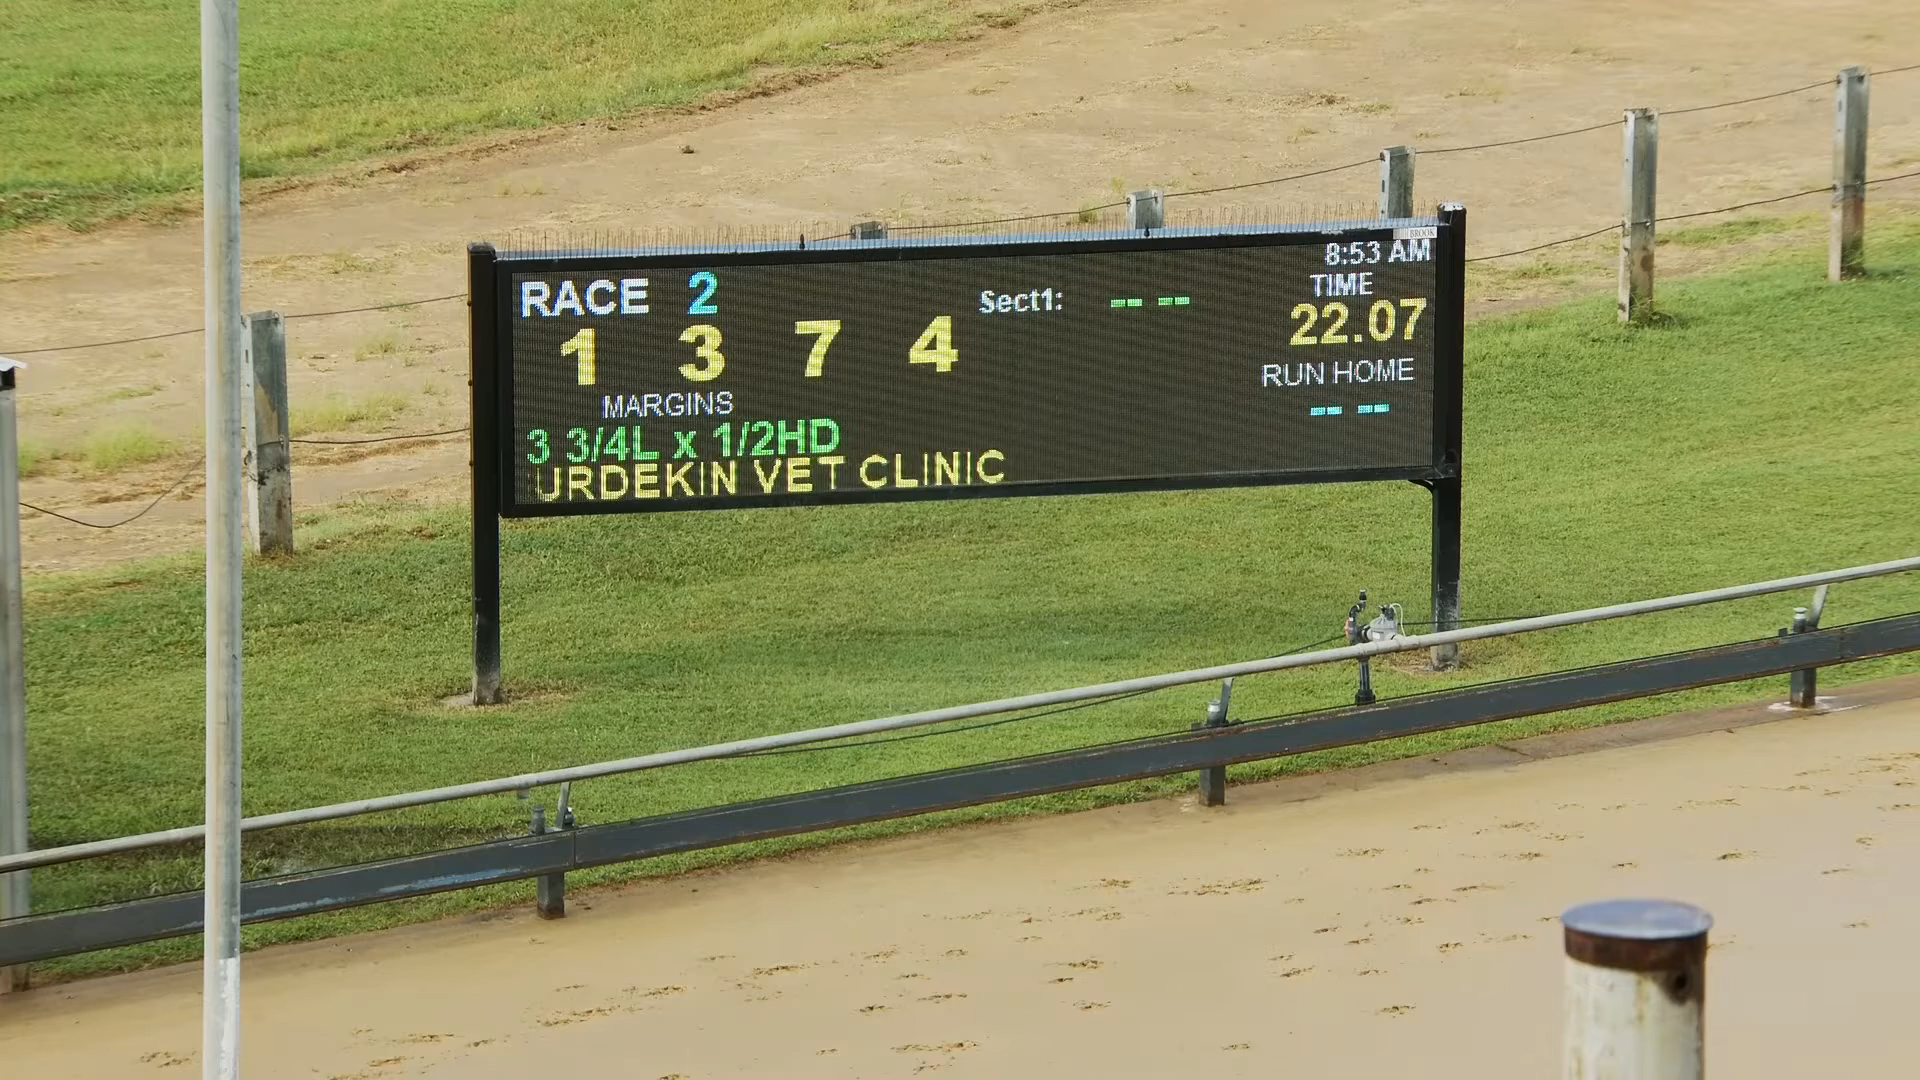 BROOK
8:53 AM
RACE 2
Sect1: -- --
TIME
22.07
1 3 7 4
RUN HOME
-- --
MARGINS
3 3/4L x 1/2HD
URDEKIN VET CLINIC